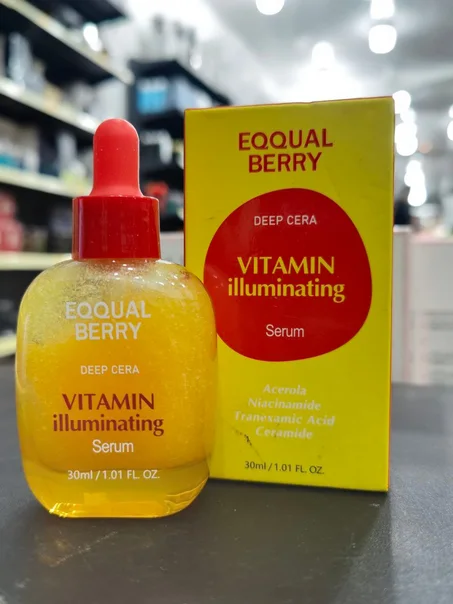 EQQUAL
BERRY
DEEP CERA
VITAMIN
illuminating
Serum
30ml / 1.01 FL. OZ.
EQQUAL
BERRY
DEEP CERA
VITAMIN
illuminating
Serum
Acerola
Niacinamide
Tranexamic Acid
Ceramide
30ml / 1.01 FL. OZ.